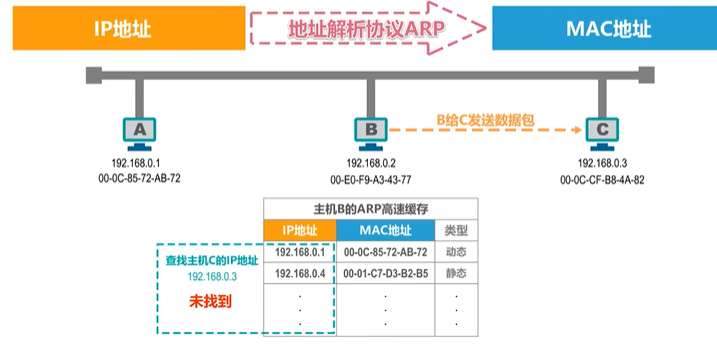 IP地址
地址解析协议ARP
MAC地址
A
B
B给C发送数据包
C
192.168.0.1
00-0C-85-72-AB-72
192.168.0.2
00-E0-F9-A3-43-77
192.168.0.3
00-0C-CF-B8-4A-82
主机B的ARP高速缓存
IP地址 MAC地址 类型
192.168.0.1 00-0C-85-72-AB-72 动态
192.168.0.4 00-01-C7-D3-B2-B5 静态
查找主机C的IP地址
192.168.0.3
未找到